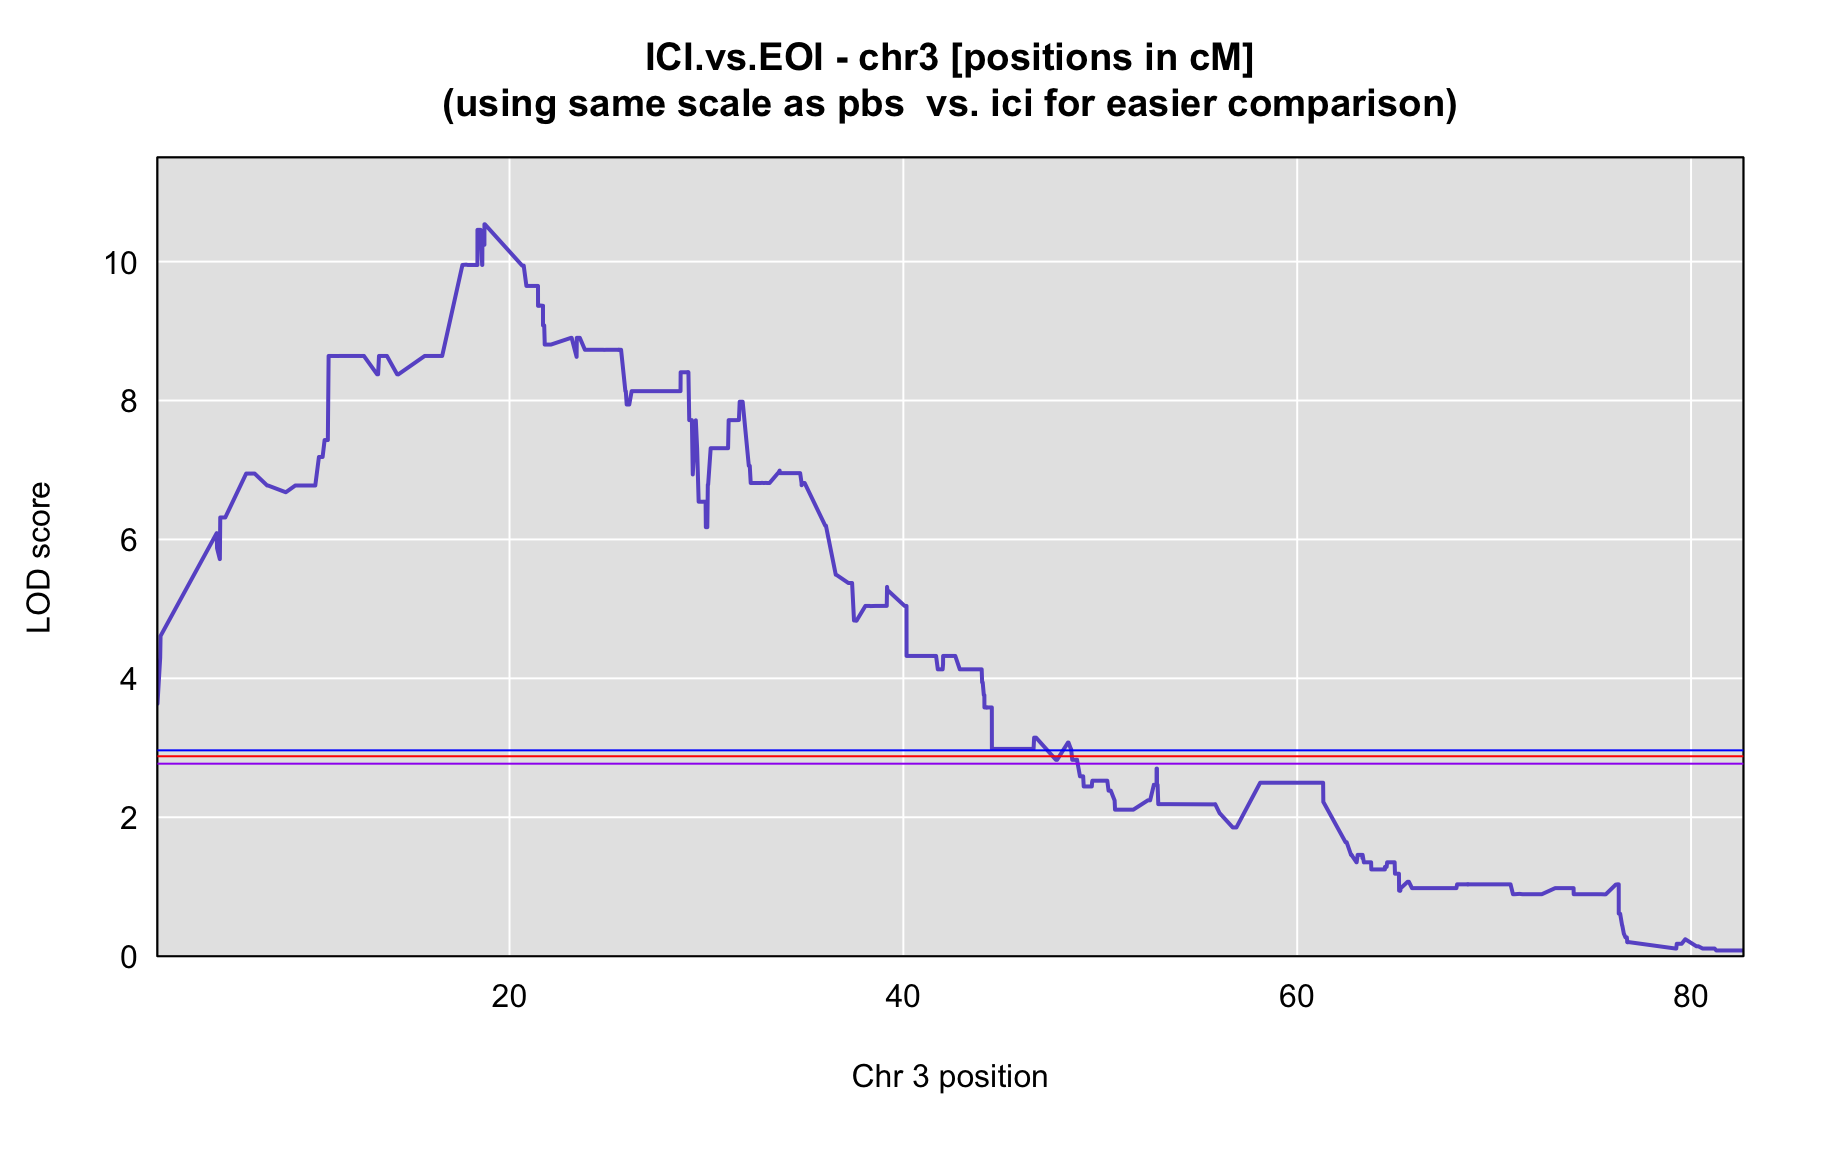 ICI.vs.EOI - chr3 [positions in cM]
(using same scale as pbs  vs. ici for easier comparison)
LOD score
10
8
6
4
2
0
20
40
60
80
Chr 3 position